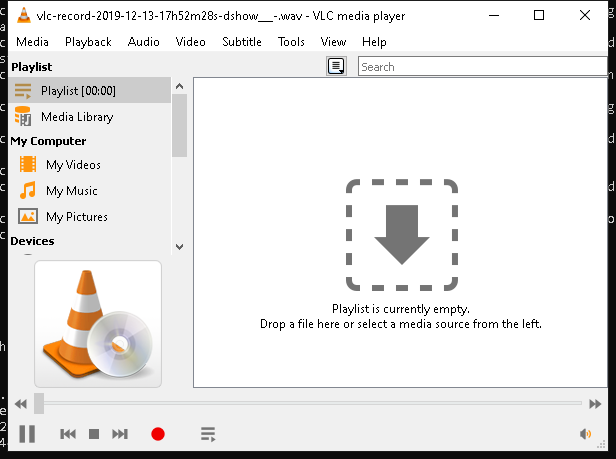 vlc-record-2019-12-13-17h52m28s-dshow__-.wav - VLC media player
Media Playback Audio Video Subtitle Tools View Help
Playlist
Search
Playlist [00:00]
Media Library
My Computer
My Videos
My Music
My Pictures
Devices
Playlist is currently empty.
Drop a file here or select a media source from the left.